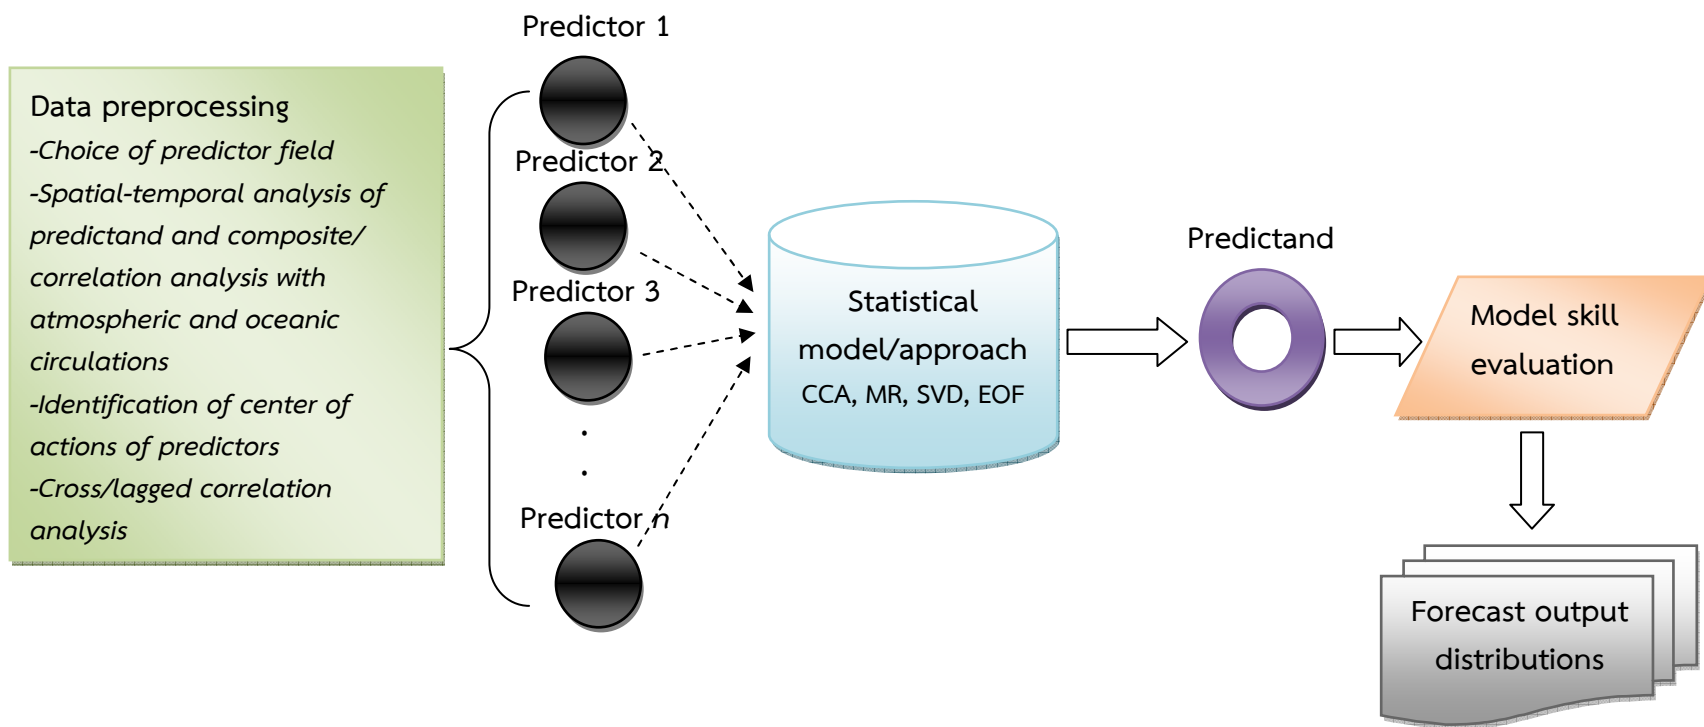 Data preprocessing
-Choice of predictor field
-Spatial-temporal analysis of
predictand and composite/
correlation analysis with
atmospheric and oceanic
circulations
-Identification of center of
actions of predictors
-Cross/lagged correlation
analysis
Predictor 1
Predictor 2
Predictor 3
.
.
Predictor n
Statistical
model/approach
CCA, MR, SVD, EOF
Predictand
Model skill
evaluation
Forecast output
distributions